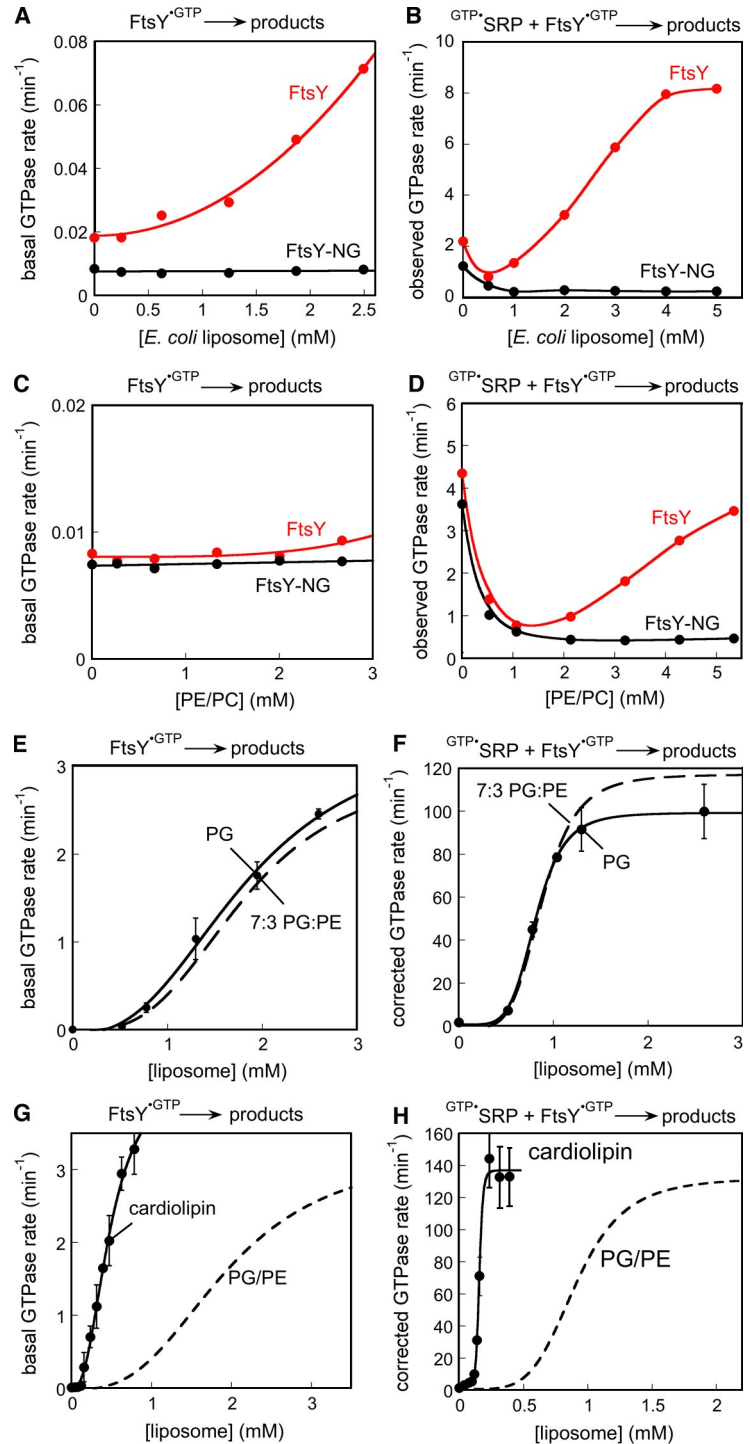 A
FtsY•GTP → products
basal GTPase rate (min-1)
0.08
0.06
0.04
0.02
0
FtsY
FtsY-NG
0 0.5 1 1.5 2 2.5
[E. coli liposome] (mM)
B
GTP•SRP + FtsY•GTP → products
observed GTPase rate (min-1)
10
8
6
4
2
0
FtsY
FtsY-NG
0 1 2 3 4 5
[E. coli liposome] (mM)
C
FtsY•GTP → products
basal GTPase rate (min-1)
0.02
0.01
0
FtsY
FtsY-NG
0 1 2 3
[PE/PC] (mM)
D
GTP•SRP + FtsY•GTP → products
observed GTPase rate (min-1)
6
5
4
3
2
1
0
FtsY
FtsY-NG
0 1 2 3 4 5
[PE/PC] (mM)
E
FtsY•GTP → products
basal GTPase rate (min-1)
3
2
1
0
PG
7:3 PG:PE
0 1 2 3
[liposome] (mM)
F
GTP•SRP + FtsY•GTP → products
corrected GTPase rate (min-1)
120
100
80
60
40
20
0
7:3 PG:PE
PG
0 1 2 3
[liposome] (mM)
G
FtsY•GTP → products
basal GTPase rate (min-1)
3
2
1
0
cardiolipin
PG/PE
0 1 2 3
[liposome] (mM)
H
GTP•SRP + FtsY•GTP → products
corrected GTPase rate (min-1)
160
140
120
100
80
60
40
20
0
cardiolipin
PG/PE
0 0.5 1 1.5 2
[liposome] (mM)